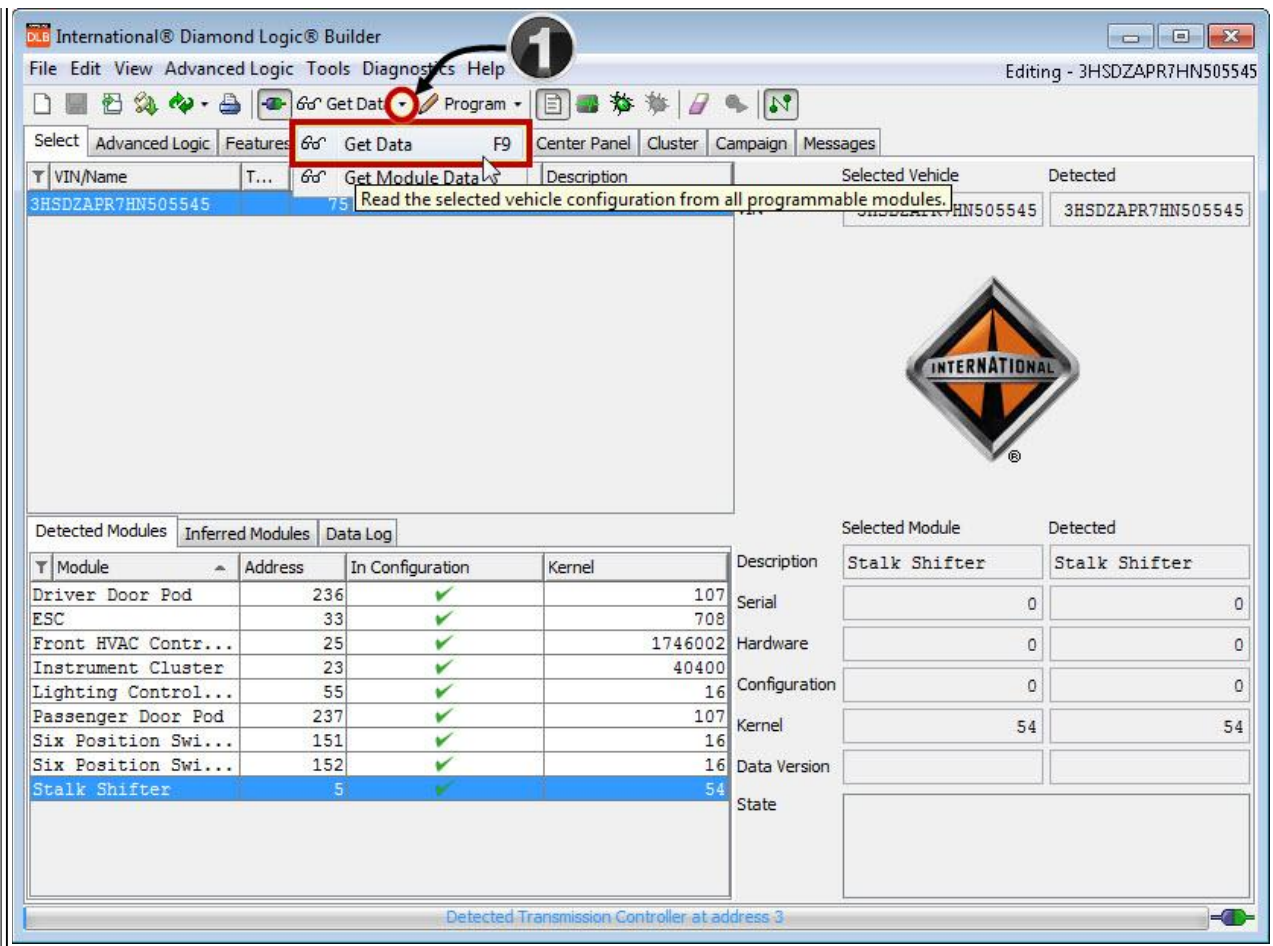 DLB International® Diamond Logic® Builder
1
File Edit View Advanced Logic Tools Diagnostics Help Editing - 3HSDZAPR7HN505545
Get Program
Select Advanced Logic Features Center Panel Cluster Campaign Messages
Get Data F9
Get Module Data
Read the selected vehicle configuration from all programmable modules.
VIN/Name T... Description Selected Vehicle Detected
3HSDZAPR7HN505545 75 3HSDZAPR7HN505545 3HSDZAPR7HN505545
INTERNATIONAL
®
Detected Modules Inferred Modules Data Log Selected Module Detected
Module Address In Configuration Kernel
Driver Door Pod 236 107
ESC 33 708
Front HVAC Contr... 25 1746002
Instrument Cluster 23 40400
Lighting Control... 55 16
Passenger Door Pod 237 107
Six Position Swi... 151 16
Six Position Swi... 152 16
Stalk Shifter 5 54
Description Stalk Shifter Stalk Shifter
Serial 0 0
Hardware 0 0
Configuration 0 0
Kernel 54 54
Data Version
State
Detected Transmission Controller at address 3